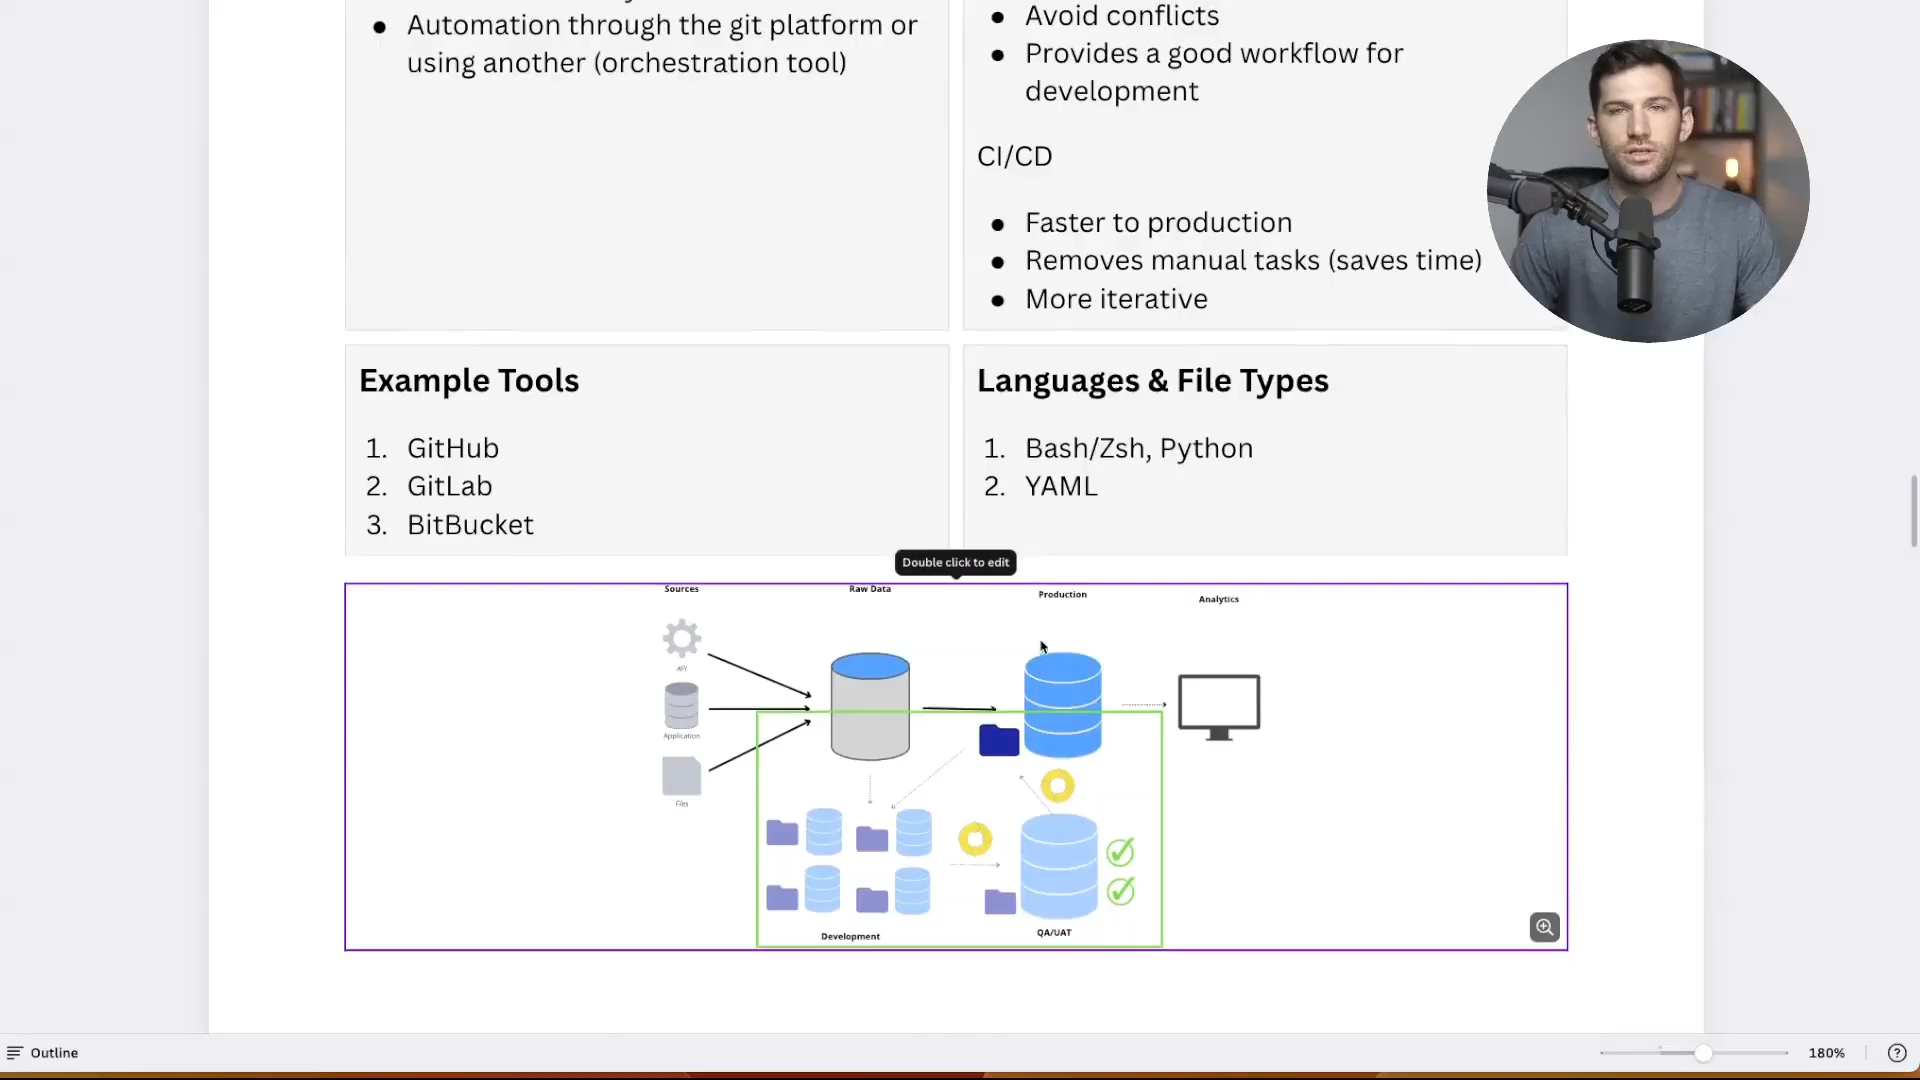 ● Automation through the git platform or
using another (orchestration tool)
● Avoid conflicts
● Provides a good workflow for
development
CI/CD
● Faster to production
● Removes manual tasks (saves time)
● More iterative
Example Tools
1. GitHub
2. GitLab
3. BitBucket
Languages & File Types
1. Bash/Zsh, Python
2. YAML
Double click to edit
Sources
Raw Data
Production
Analytics
API
Application
Files
Development
QA/UAT
Outline
180%
?